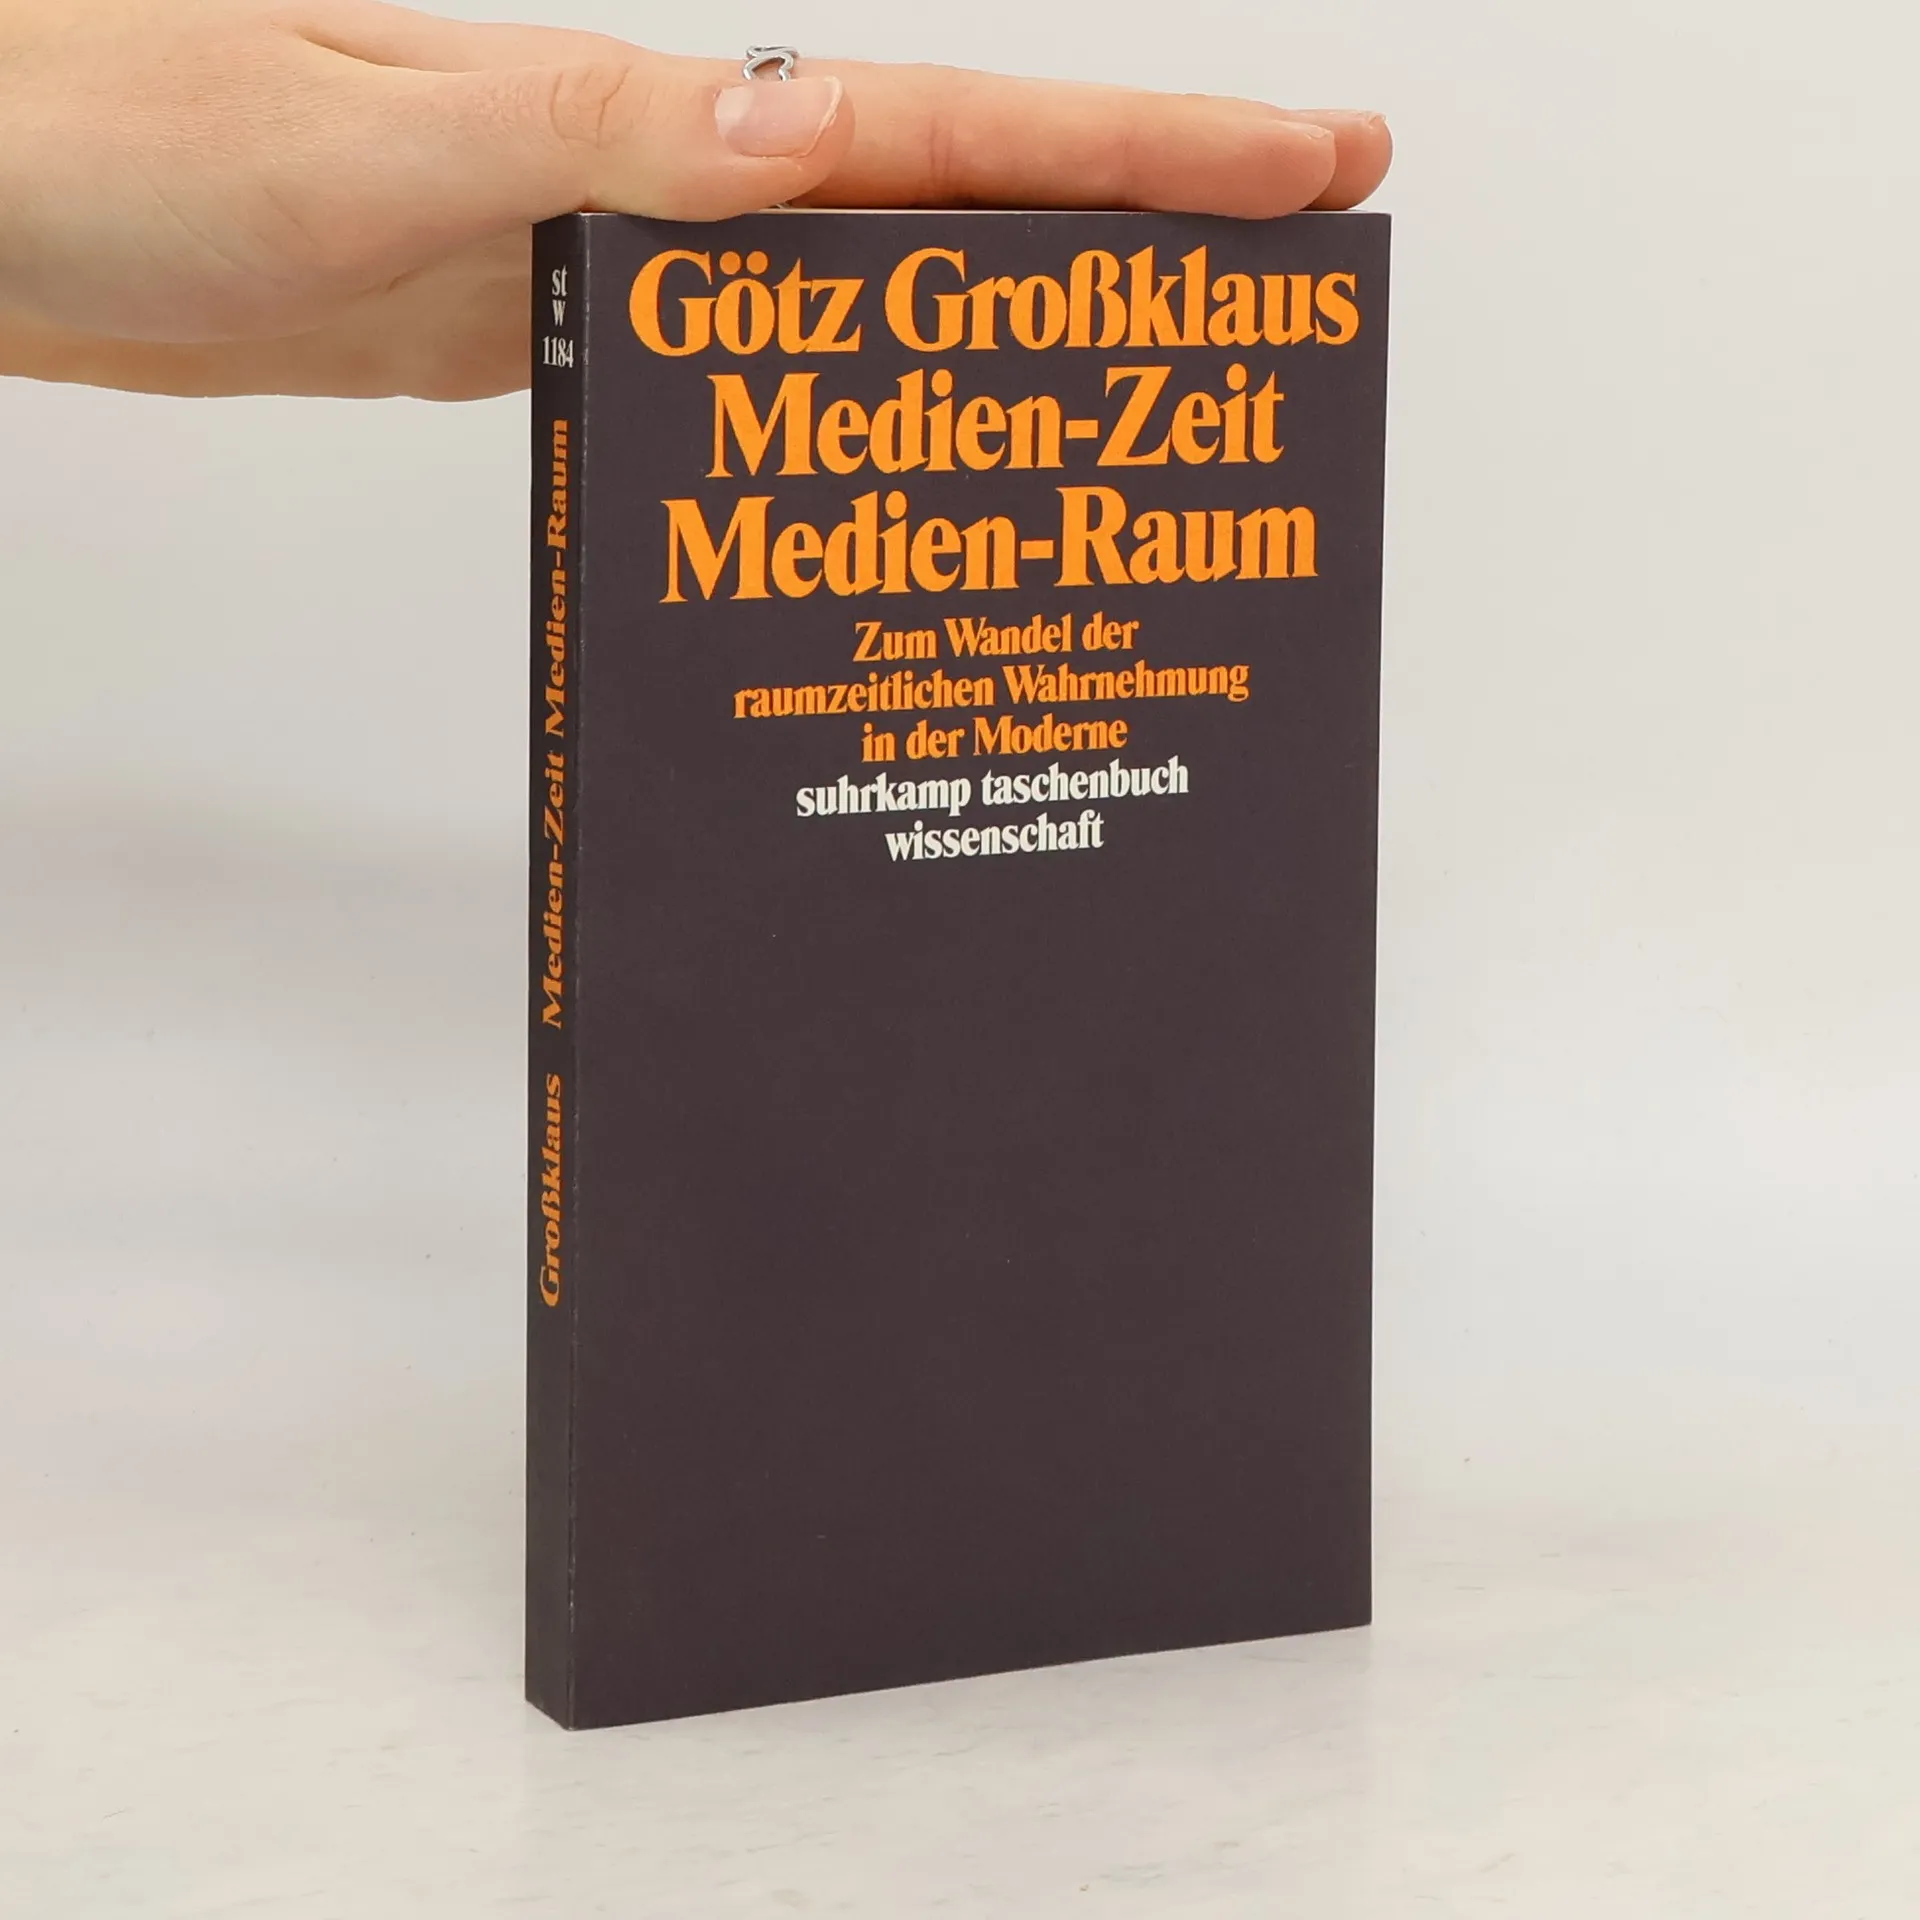 st
w
1184
Großklaus Medien-Zeit Medien-Raum
Götz Großklaus
Medien-Zeit
Medien-Raum
Zum Wandel der
raumzeitlichen Wahrnehmung
in der Moderne
suhrkamp taschenbuch
wissenschaft